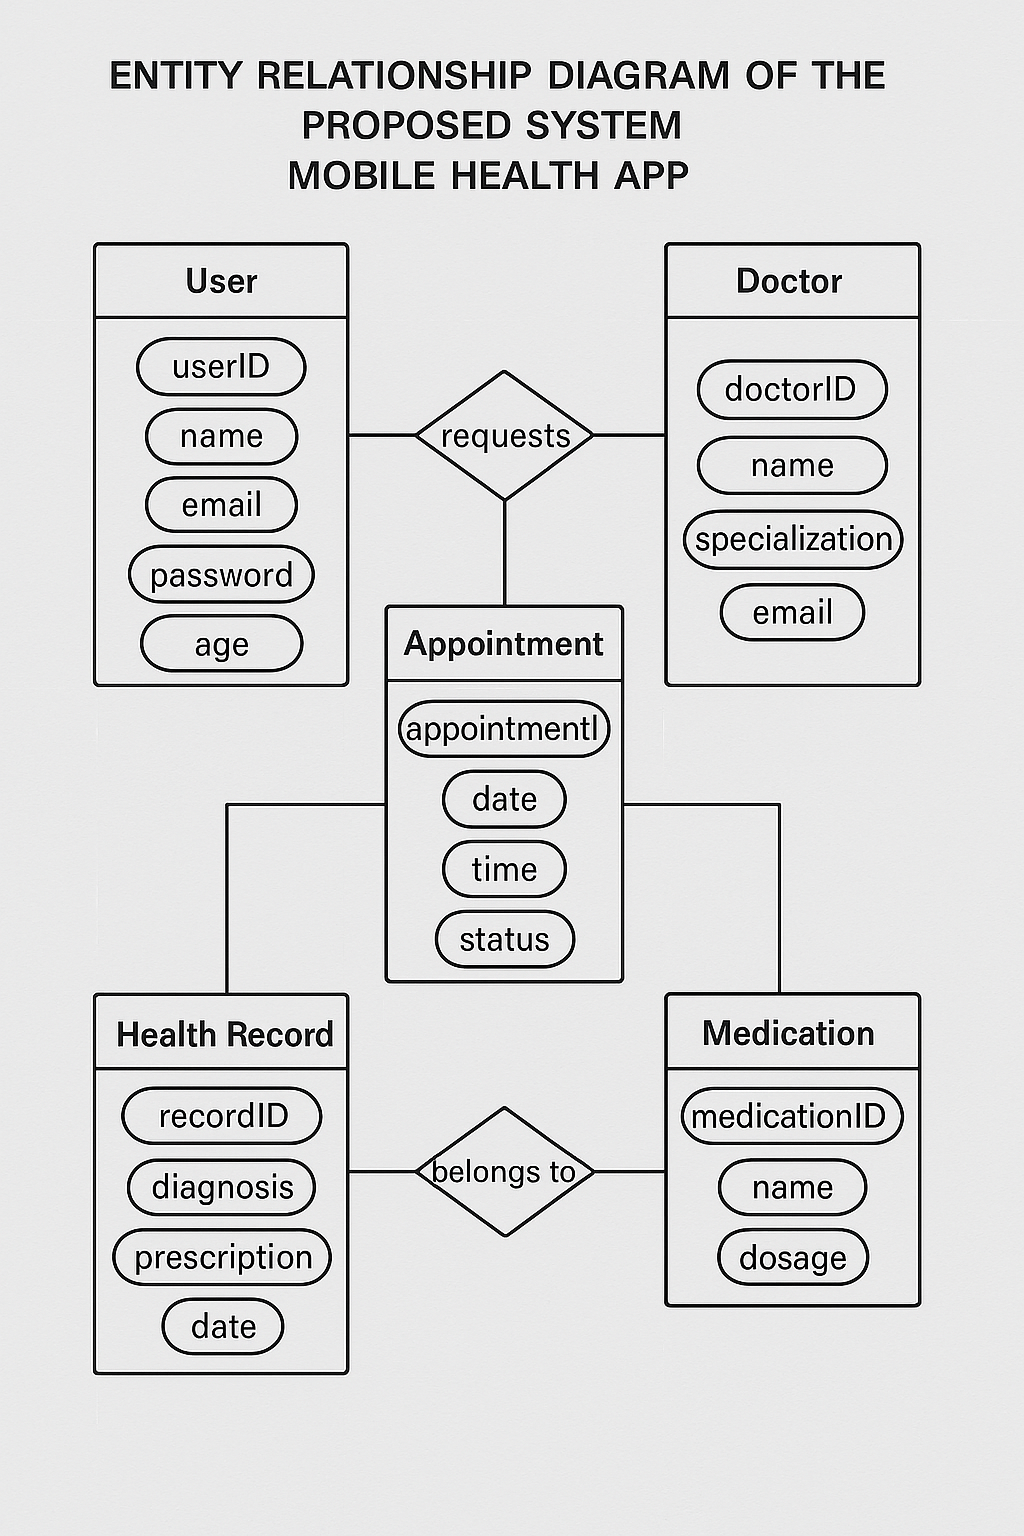 ENTITY RELATIONSHIP DIAGRAM OF THE
PROPOSED SYSTEM
MOBILE HEALTH APP
User
userID
name
email
password
age
requests
Doctor
doctorID
name
specialization
email
Appointment
appointmentI
date
time
status
Health Record
recordID
diagnosis
prescription
date
belongs to
Medication
medicationID
name
dosage